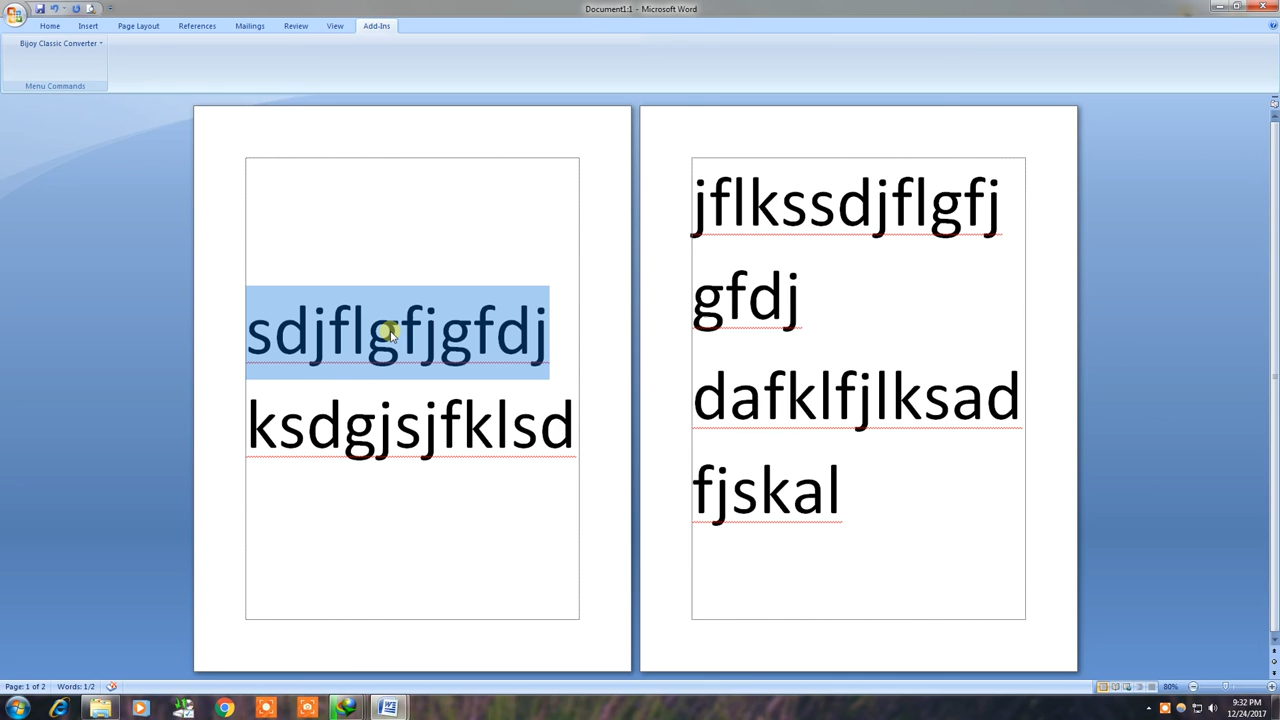 Document1:1 - Microsoft Word
Home Insert Page Layout References Mailings Review View Add-Ins
Bijoy Classic Converter
Menu Commands
sdjflgfjgfdj
ksdgjsjfklsd
jflkssdjflgfj
gfdj
dafklfjlksad
fjskal
Page: 1 of 2 Words: 1/2 80%
9:32 PM
12/24/2017